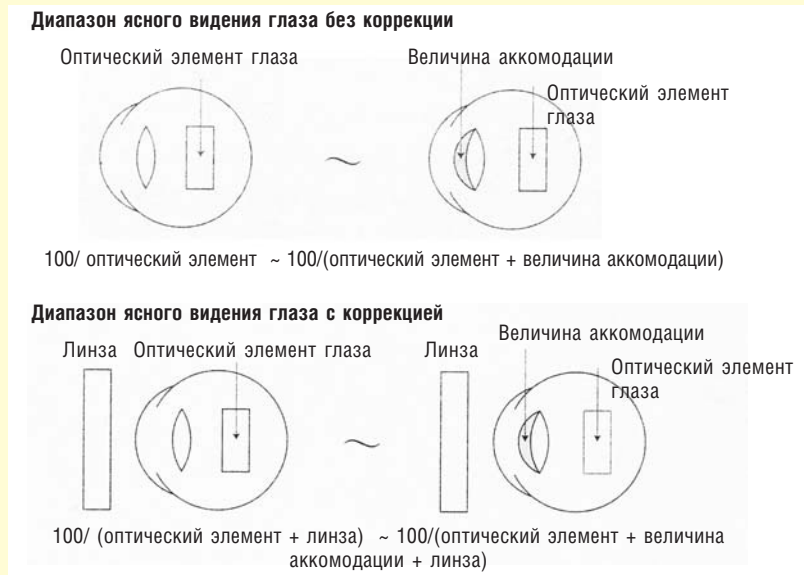 Диапазон ясного видения глаза без коррекции
Оптический элемент глаза
Величина аккомодации
Оптический элемент
глаза
100/ оптический элемент ~ 100/(оптический элемент + величина аккомодации)
Диапазон ясного видения глаза с коррекцией
Линза
Оптический элемент глаза
Линза
Величина аккомодации
Оптический элемент
глаза
100/ (оптический элемент + линза) ~ 100/(оптический элемент + величина
аккомодации + линза)